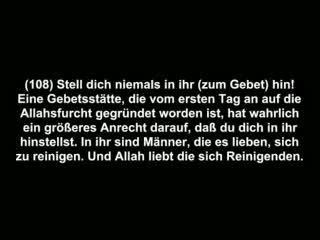 (108) Stell dich niemals in ihr (zum Gebet) hin!
Eine Gebetsstätte, die vom ersten Tag an auf die
Allahsfurcht gegründet worden ist, hat wahrlich
ein größeres Anrecht darauf, daß du dich in ihr
hinstellst. In ihr sind Männer, die es lieben, sich
zu reinigen. Und Allah liebt die sich Reinigenden.